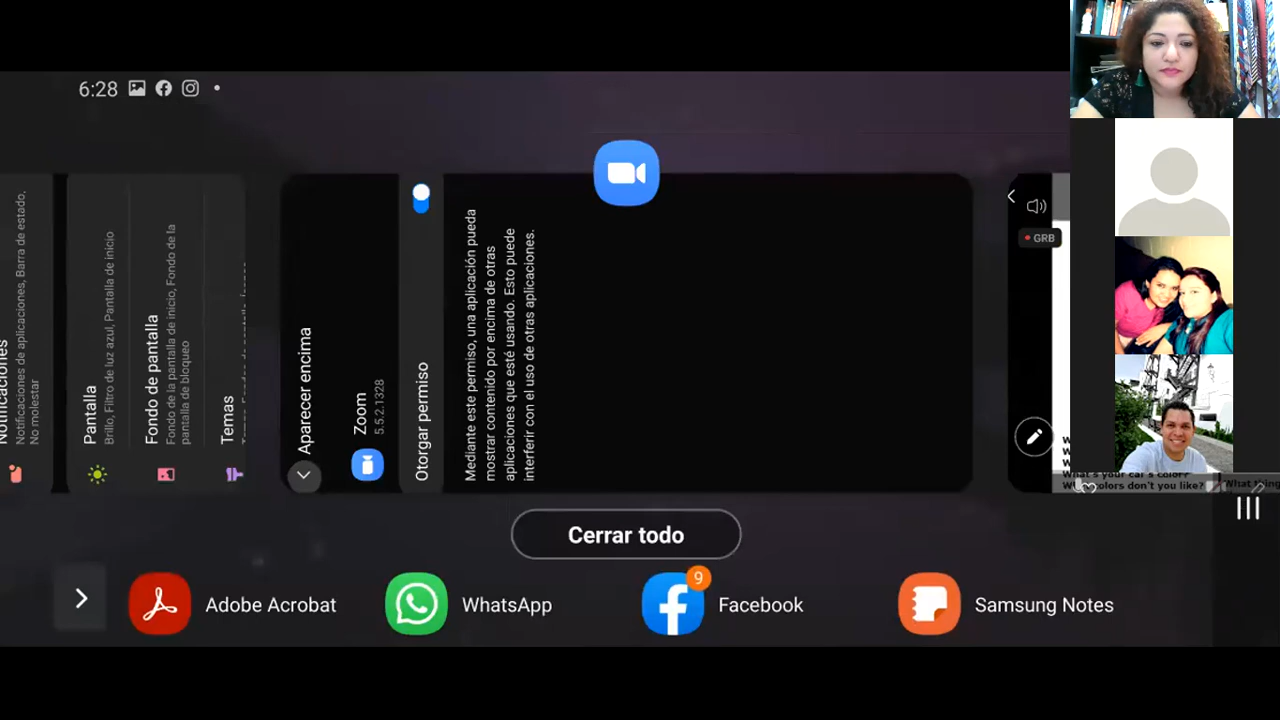 6:28
Notificaciones de aplicaciones, Barra de estado,
No molestar
Pantalla
Brillo, Filtro de luz azul, Pantalla de inicio
Fondo de pantalla
Fondo de la pantalla de inicio, Fondo de la
pantalla de bloqueo
Temas
Aparecer encima
Zoom
5.5.2.1328
Otorgar permiso
Mediante este permiso, una aplicación pueda
mostrar contenido por encima de otras
aplicaciones que esté usando. Esto puede
interferir con el uso de otras aplicaciones.
GRB
What's your car's color?
colors don't you like?
What
Cerrar todo
Adobe Acrobat
WhatsApp
9
Facebook
Samsung Notes